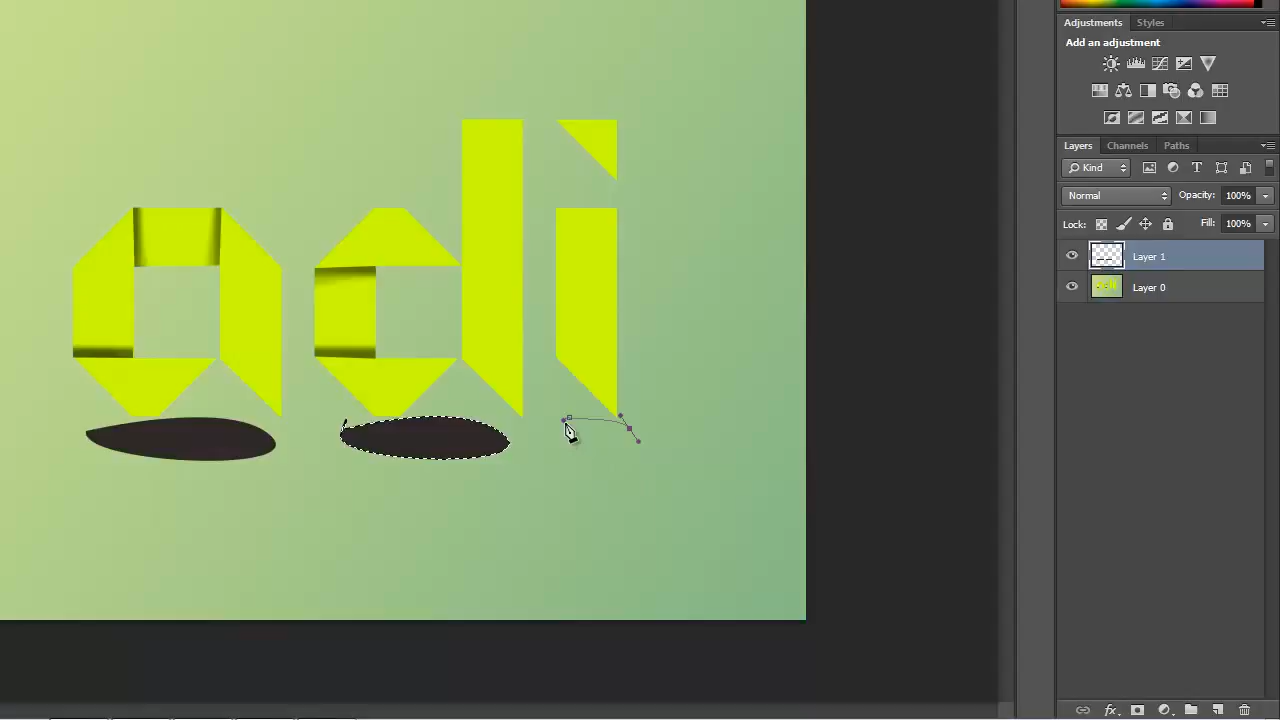 Adjustments Styles
Add an adjustment
adi
Layers Channels Paths
Kind
Normal Opacity: 100%
Lock: Fill: 100%
Layer 1
Layer 0
fx